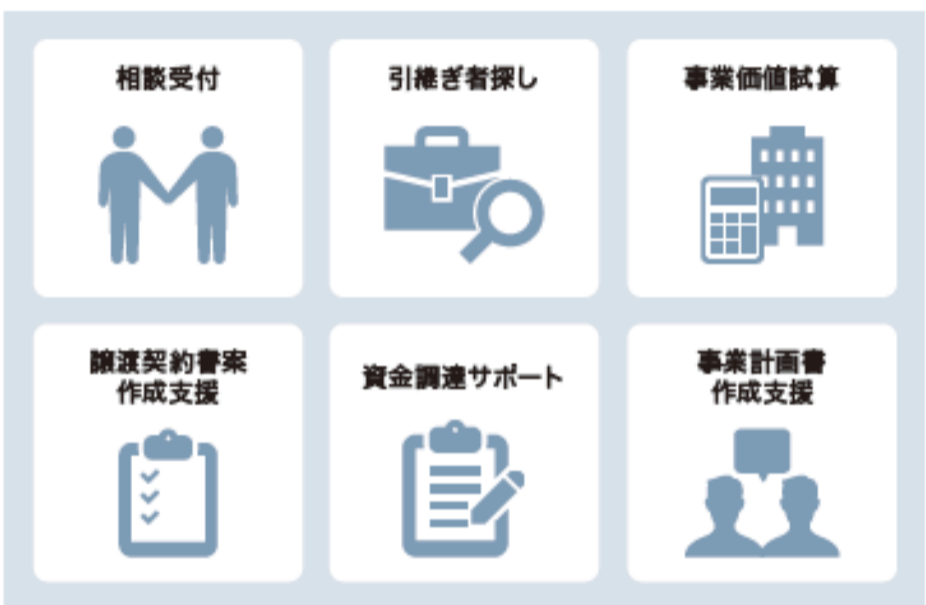 相談受付
引継ぎ者探し
事業価値試算
譲渡契約書案
作成支援
資金調達サポート
事業計画書
作成支援